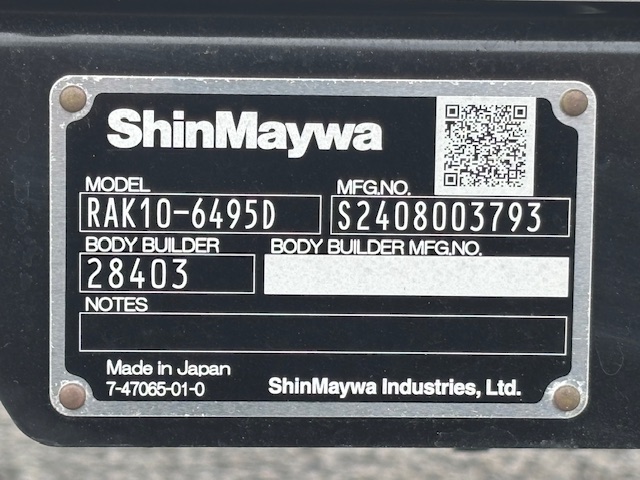 ShinMaywa
MODEL MFG.NO.
RAK10-6495D S2408003793
BODY BUILDER BODY BUILDER MFG.NO.
28403
NOTES
Made in Japan
7-47065-01-0 ShinMaywa Industries, Ltd.